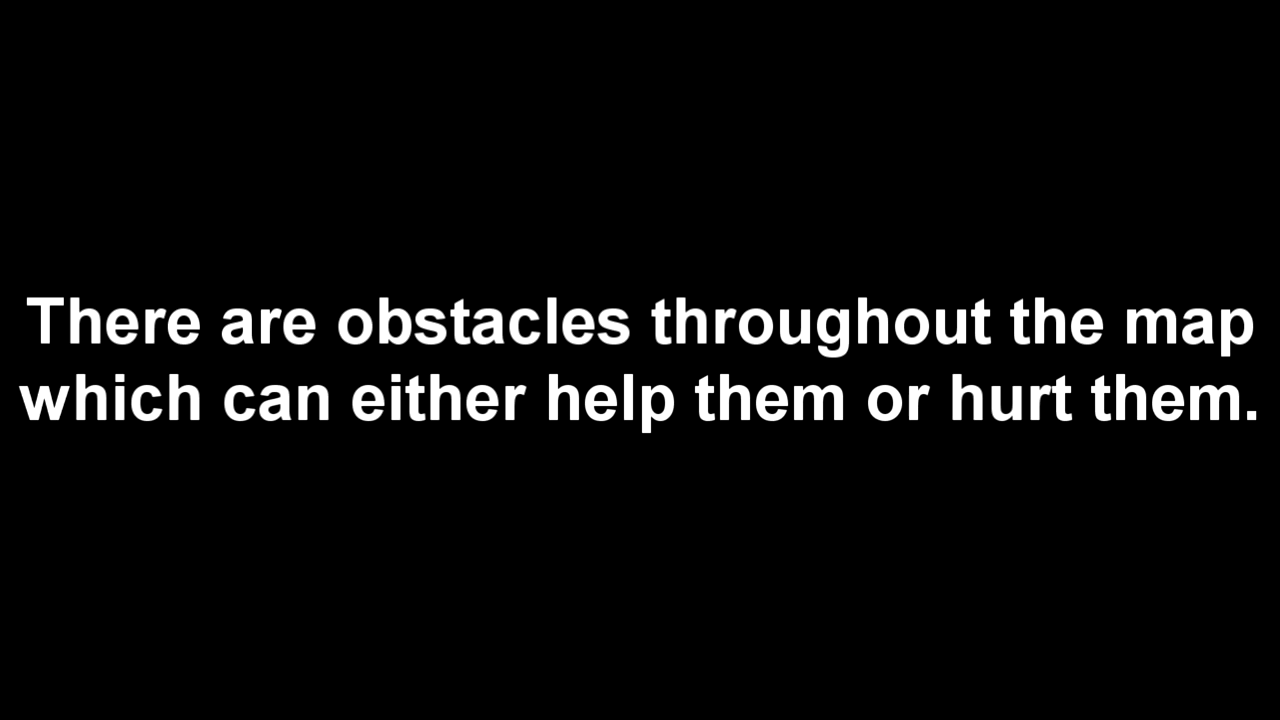 There are obstacles throughout the map
which can either help them or hurt them.